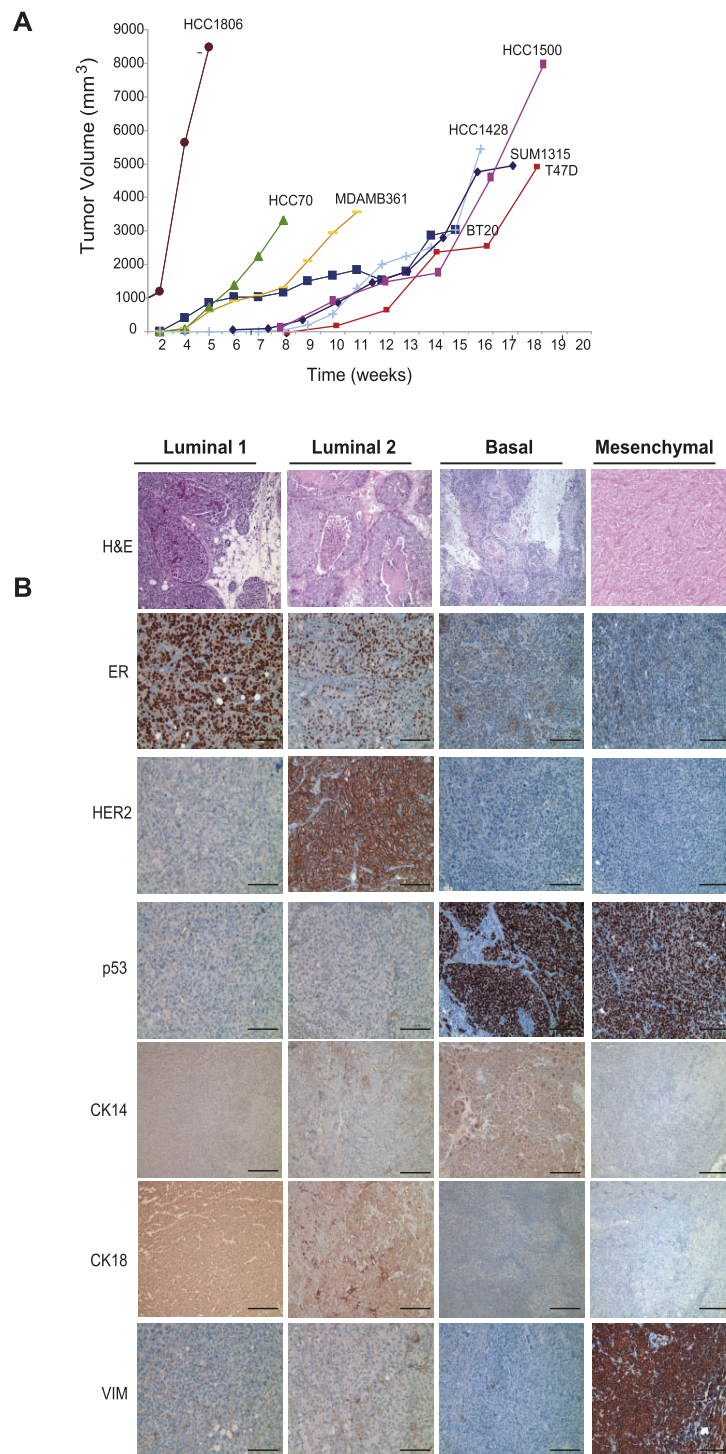 A
Tumor Volume (mm3)
9000
8000
7000
6000
5000
4000
3000
2000
1000
0
HCC1806
HCC70
MDAMB361
HCC1500
HCC1428
SUM1315
T47D
BT20
2 4 5 6 7 8 9 10 11 12 13 14 15 16 17 18 19 20
Time (weeks)
B
Luminal 1 Luminal 2 Basal Mesenchymal
H&E
ER
HER2
p53
CK14
CK18
VIM